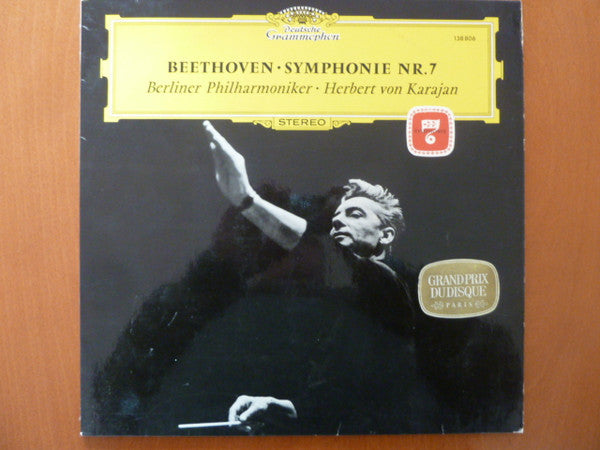 Deutsche
Grammophon
138 806
BEETHOVEN · SYMPHONIE NR. 7
Berliner Philharmoniker · Herbert von Karajan
STEREO
GRAND PRIX
DU DISQUE
PARIS